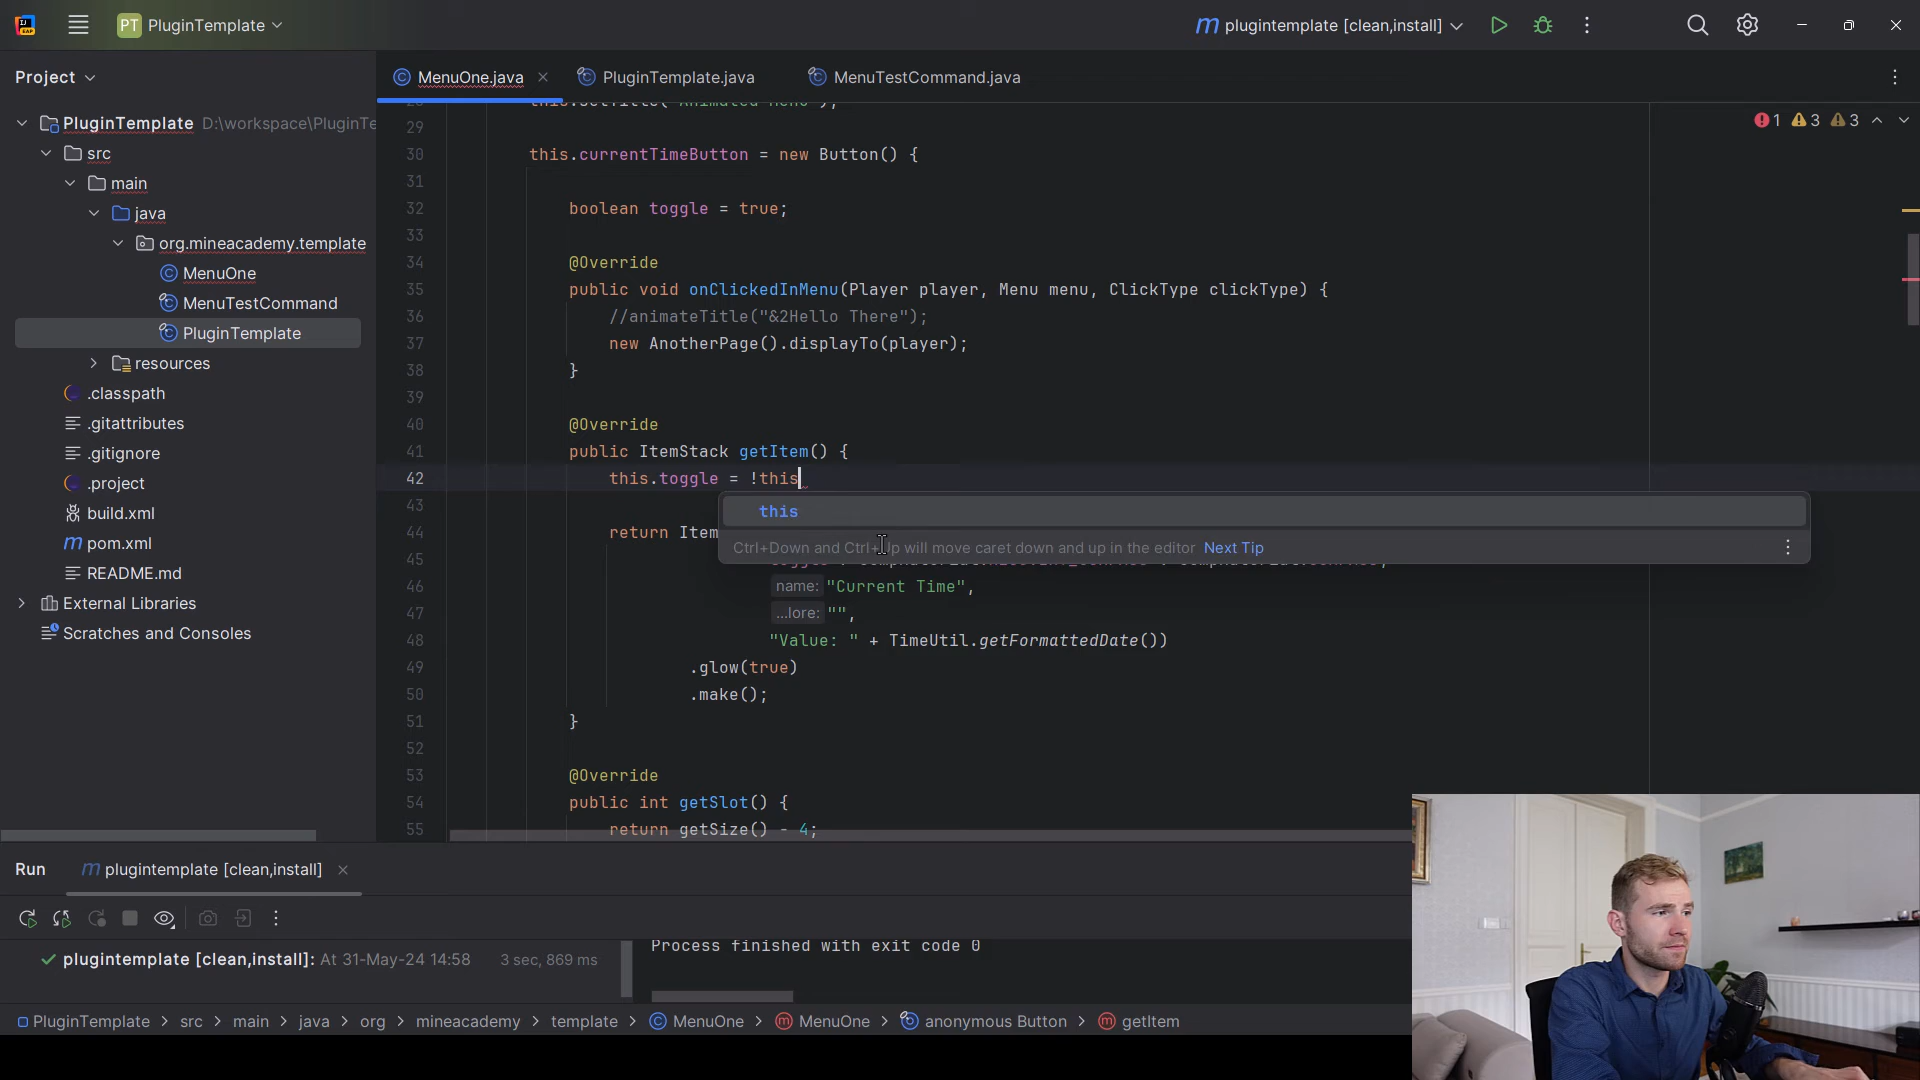 PT PluginTemplate
plugintemplate [clean,install]
Project
MenuOne.java
PluginTemplate.java
MenuTestCommand.java
PluginTemplate D:\workspace\PluginTe
src
main
java
org.mineacademy.template
MenuOne
MenuTestCommand
PluginTemplate
resources
.classpath
.gitattributes
.gitignore
.project
build.xml
pom.xml
README.md
External Libraries
Scratches and Consoles
1 3 3
29
30 this.currentTimeButton = new Button() {
31
32 boolean toggle = true;
33
34 @Override
35 public void onClickedInMenu(Player player, Menu menu, ClickType clickType) {
36 //animateTitle("&2Hello There");
37 new AnotherPage().displayTo(player);
38 }
39
40 @Override
41 public ItemStack getItem() {
42 this.toggle = !this
this
43
44 return Item
Ctrl+Down and Ctrl+Up will move caret down and up in the editor Next Tip
45
46 name: "Current Time",
47 ...lore: "",
48 "Value: " + TimeUtil.getFormattedDate())
49 .glow(true)
50 .make();
51 }
52
53 @Override
54 public int getSlot() {
55 return getSize() - 4;
Run
plugintemplate [clean,install]
plugintemplate [clean,install]: At 31-May-24 14:58 3 sec, 869 ms
Process finished with exit code 0
PluginTemplate > src > main > java > org > mineacademy > template > MenuOne > MenuOne > anonymous Button > getItem